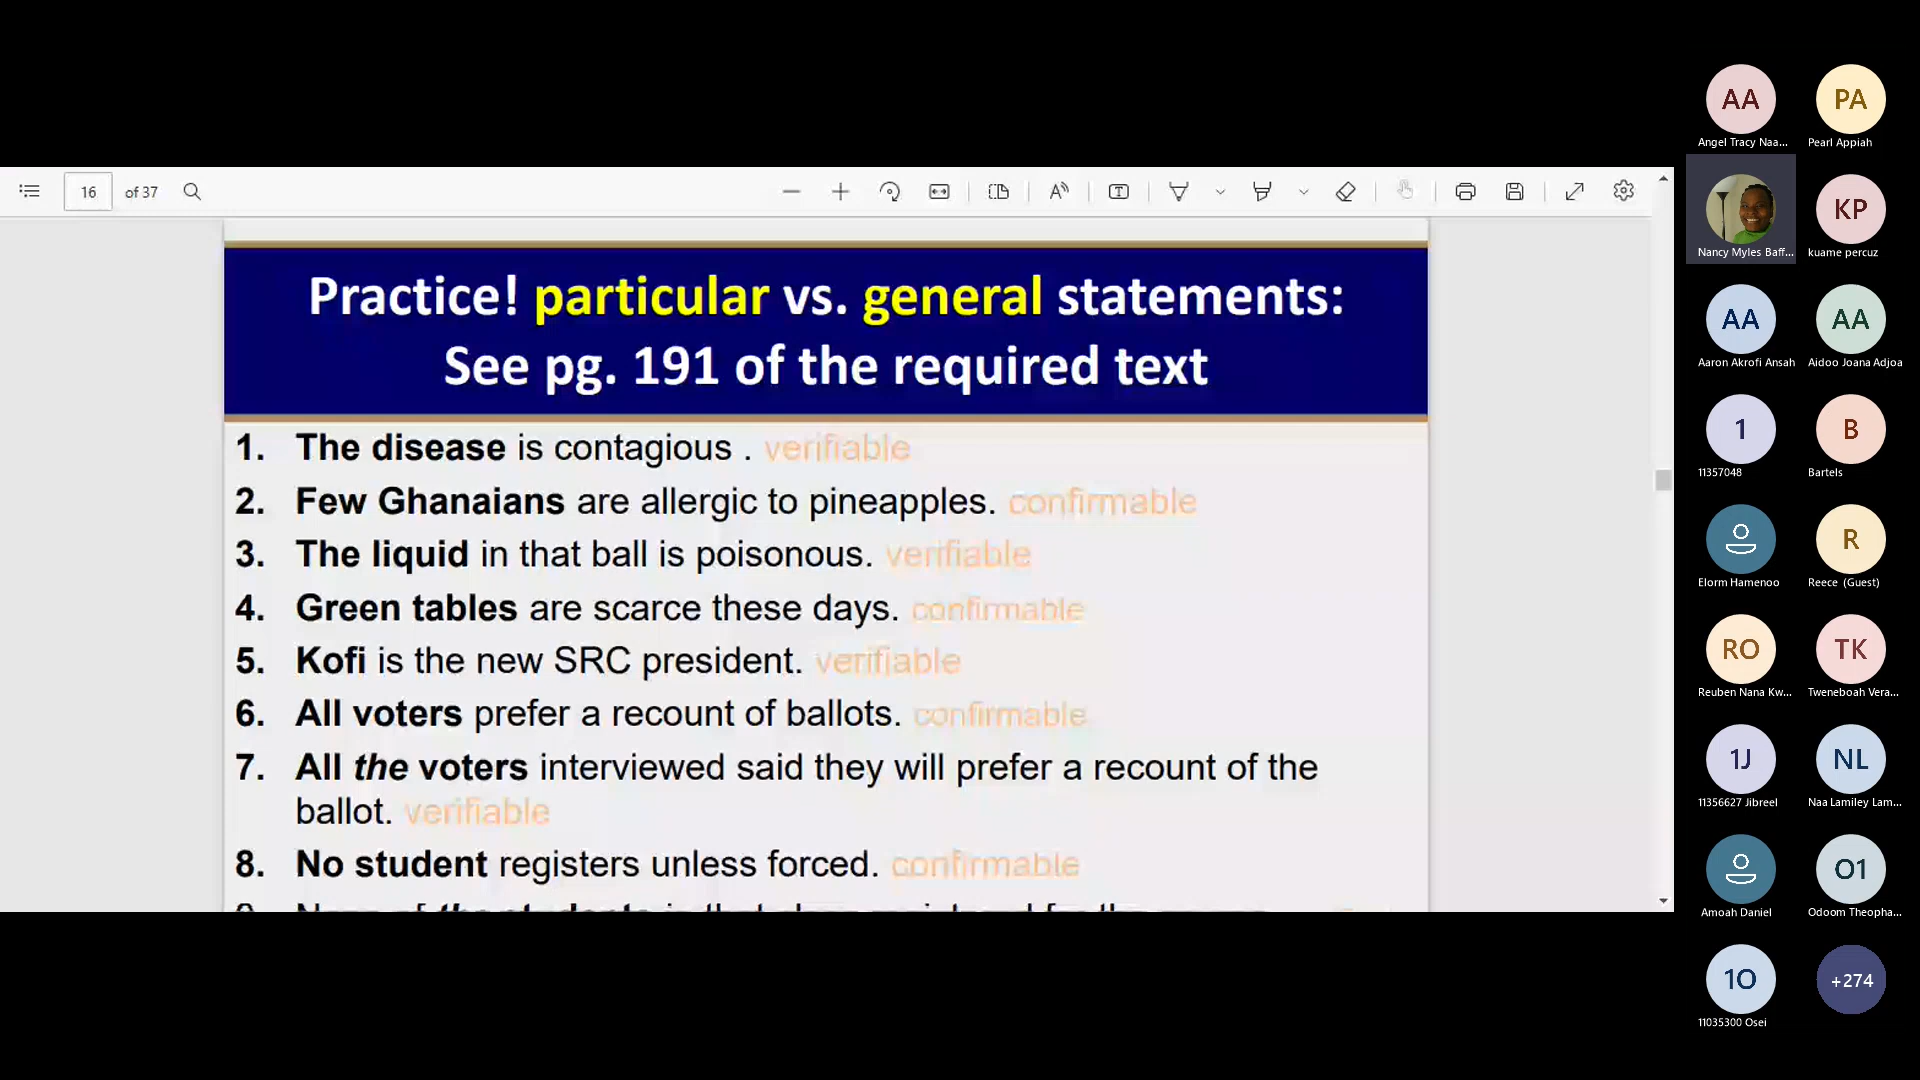 16 of 37
Practice! particular vs. general statements:
See pg. 191 of the required text
1. The disease is contagious . verifiable
2. Few Ghanaians are allergic to pineapples. confirmable
3. The liquid in that ball is poisonous. verifiable
4. Green tables are scarce these days. confirmable
5. Kofi is the new SRC president. verifiable
6. All voters prefer a recount of ballots. confirmable
7. All the voters interviewed said they will prefer a recount of the
ballot. verifiable
8. No student registers unless forced. confirmable
AA PA
Angel Tracy Naa... Pearl Appiah
KP
Nancy Myles Baff... kuame percuz
AA AA
Aaron Akrofi Ansah Aidoo Joana Adjoa
1 B
11357048 Bartels
R
Elorm Hamenoo Reece (Guest)
RO TK
Reuben Nana Kw... Tweneboah Vera...
1J NL
11356627 Jibreel Naa Lamiley Lam...
O1
Amoah Daniel Odoom Theopha...
1O +274
11035300 Osei